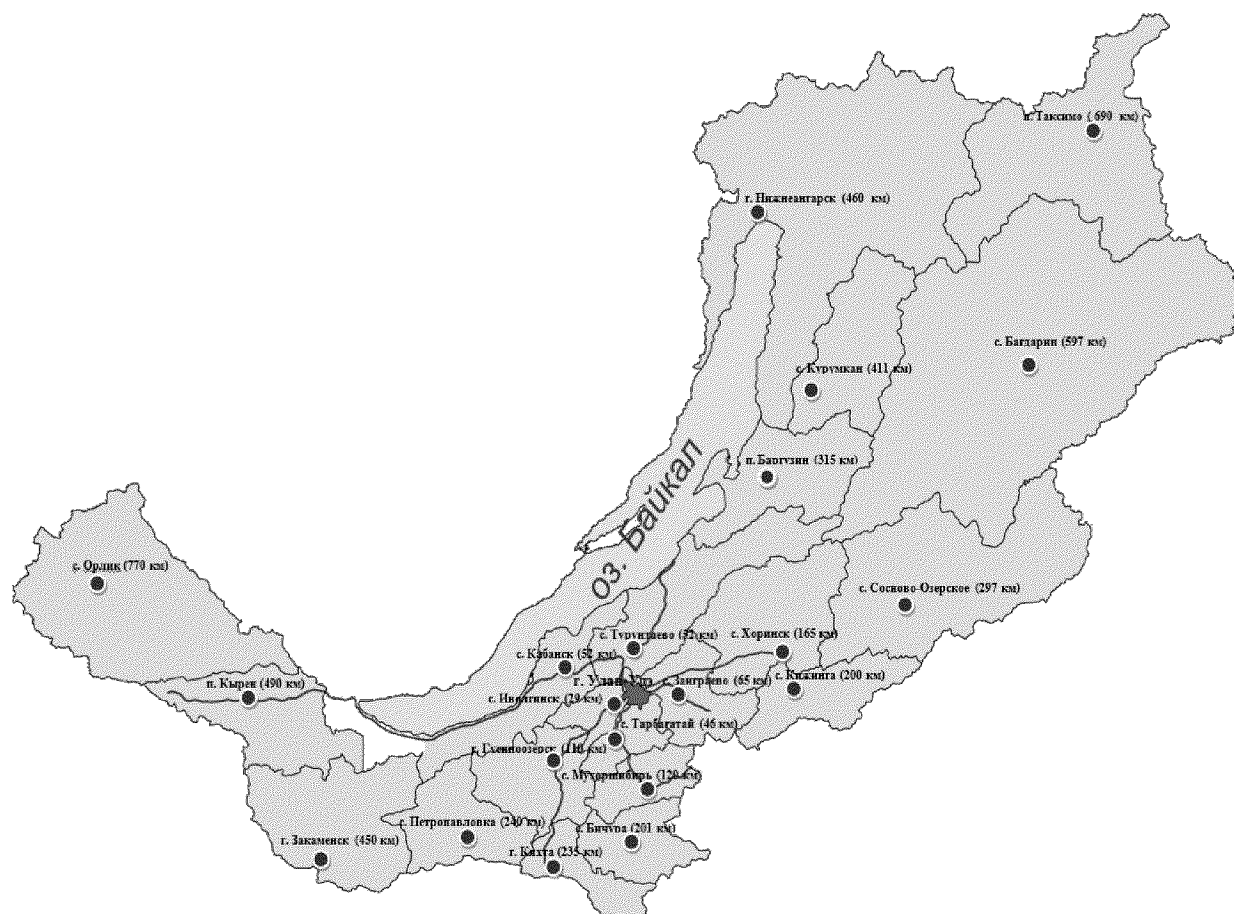 п. Таксимо ( 690 км)
г. Нижнеангарск (460 км)
с. Багдарин (597 км)
с. Курумкан (411 км)
п. Баргузин (315 км)
оз. Байкал
с. Орлик (770 км)
с. Сосново-Озерское (297 км)
с. Турунтаево (52 км)
с. Хоринск (165 км)
с. Кабанск (52 км)
г. Улан-Удэ
с. Заиграево (65 км)
с. Кижинга (200 км)
п. Кырен (490 км)
с. Иволгинск (29 км)
с. Тарбагатай (46 км)
г. Гусиноозерск (110 км)
с. Мухоршибирь (120 км)
с. Петропавловка (240 км)
с. Бичура (201 км)
г. Закаменск (450 км)
г. Кяхта (235 км)